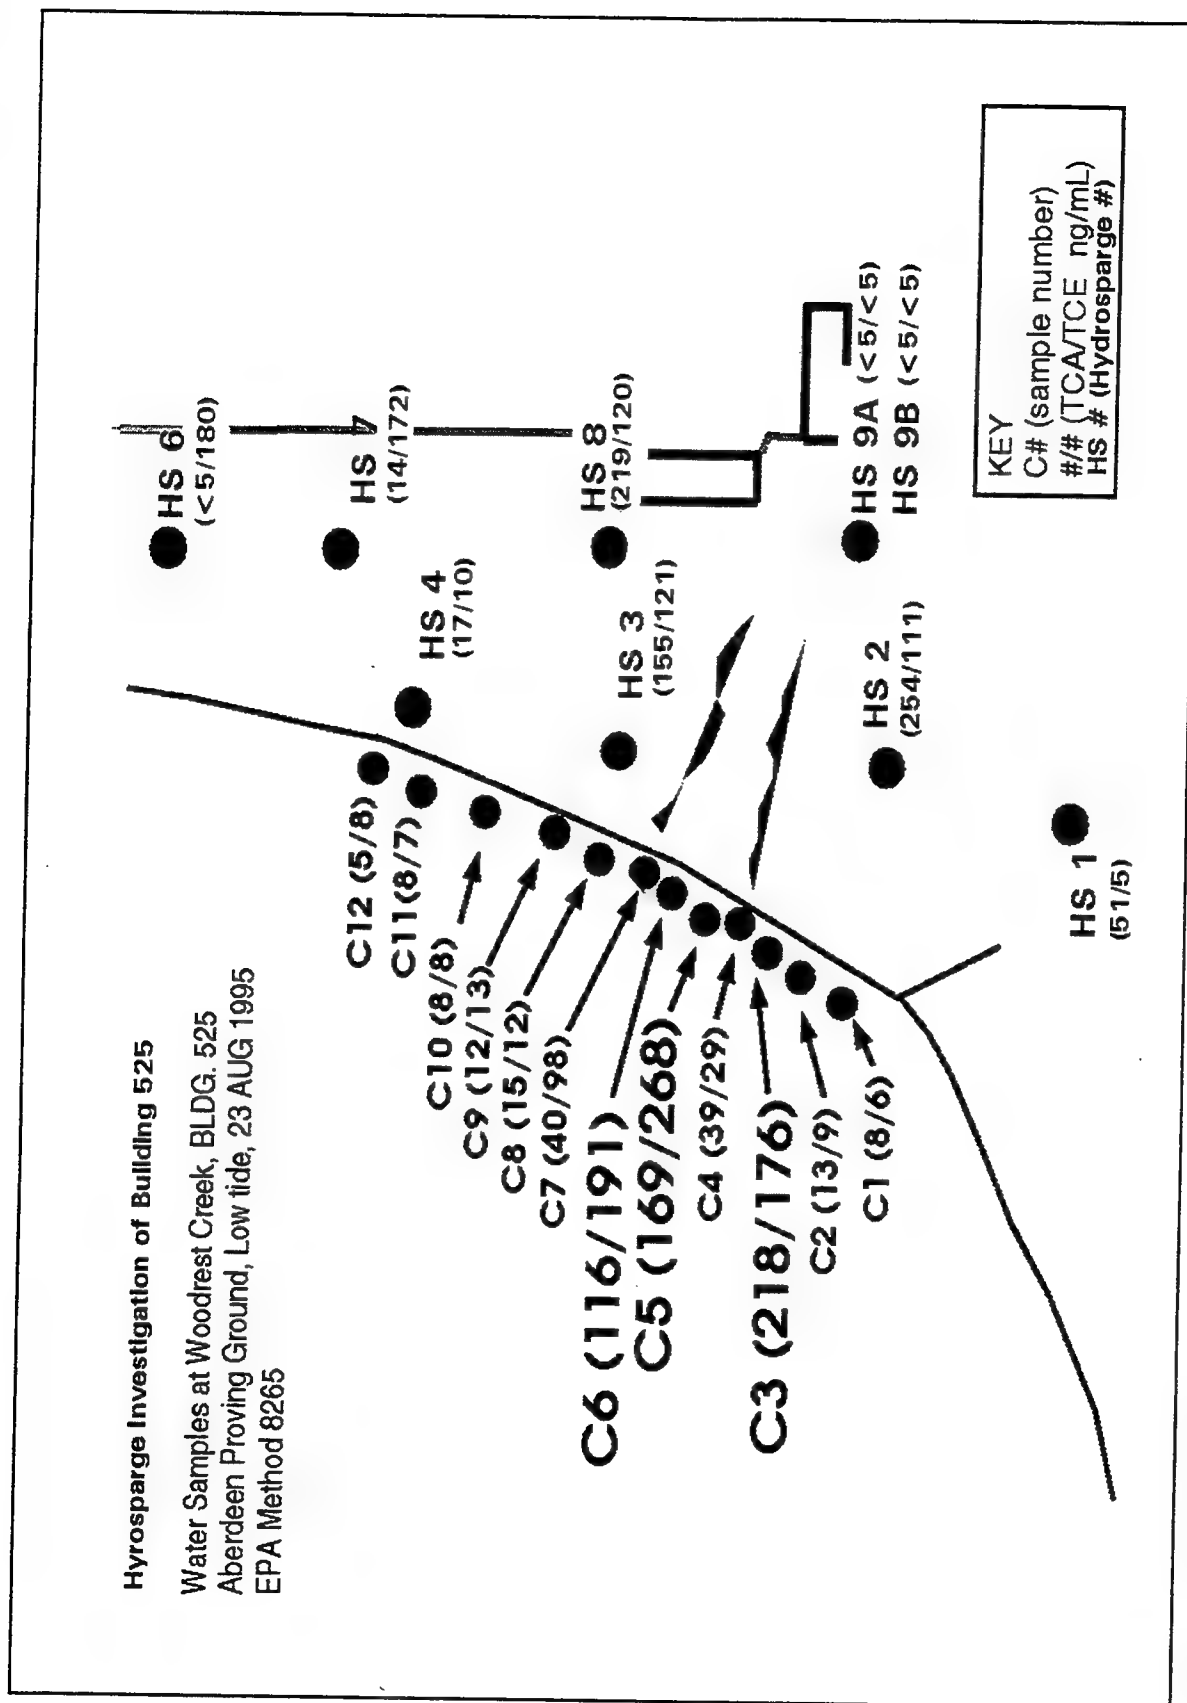 Hyrosparge Investigation of Building 525
Water Samples at Woodrest Creek, BLDG. 525
Aberdeen Proving Ground, Low tide, 23 AUG 1995
EPA Method 8265
C12 (5/8)
C11(8/7)
C10 (8/8)
C9 (12/13)
C8 (15/12)
C7 (40/98)
C6 (116/191)
C5 (169/268)
C4 (39/29)
C3 (218/176)
C2 (13/9)
C1 (8/6)
HS 6
(<5/180)
HS 7
(14/172)
HS 4
(17/10)
HS 8
(219/120)
HS 3
(155/121)
HS 9A (<5/<5)
HS 9B (<5/<5)
HS 2
(254/111)
HS 1
(51/5)
KEY
C# (sample number)
#/# (TCA/TCE ng/mL)
HS # (Hydrosparge #)